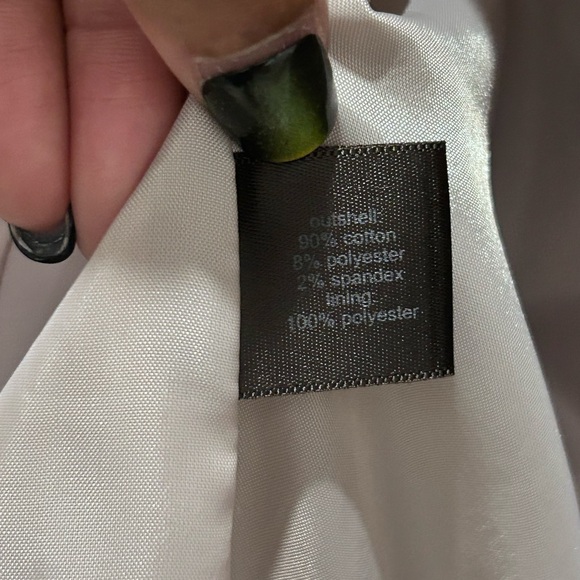 outshell:
90% cotton
8% polyester
2% spandex
lining:
100% polyester